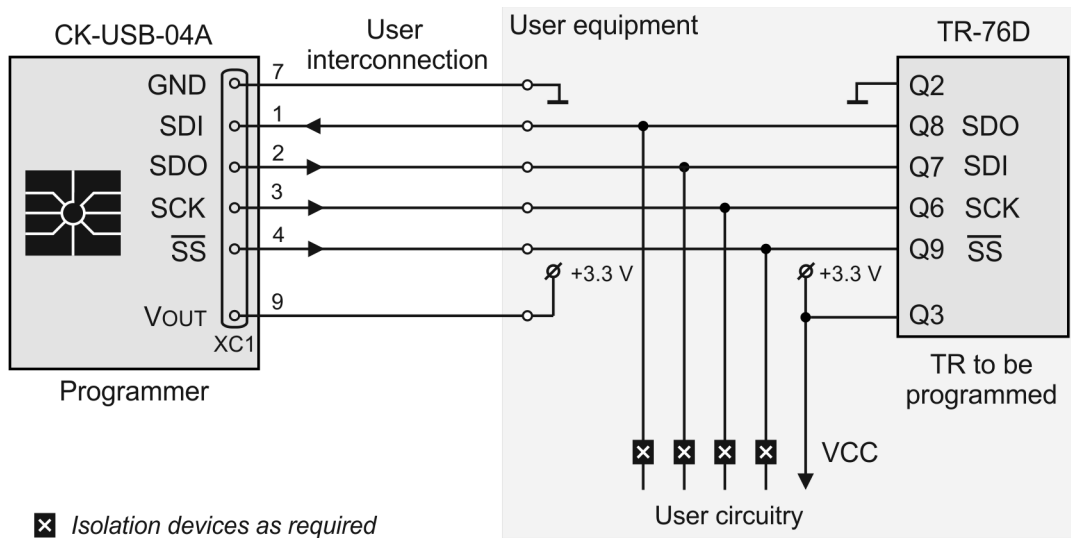 CK-USB-04A
User
interconnection
User equipment
TR-76D
GND 7 Q2
SDI 1 Q8 SDO
SDO 2 Q7 SDI
SCK 3 Q6 SCK
SS 4 Q9 SS
+3.3 V +3.3 V
VOUT 9 Q3
XC1
Programmer
TR to be
programmed
VCC
User circuitry
Isolation devices as required